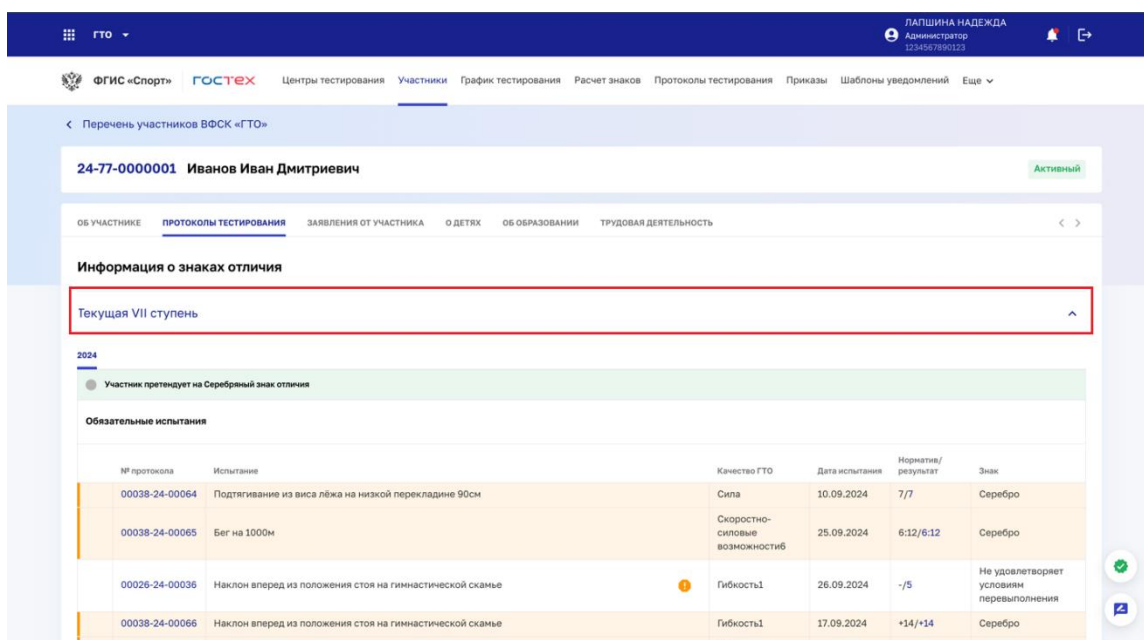 ГТО
ЛАПШИНА НАДЕЖДА
Администратор
1234567890123
ФГИС «Спорт» ГОСТЕХ Центры тестирования Участники График тестирования Расчет знаков Протоколы тестирования Приказы Шаблоны уведомлений Еще
Перечень участников ВФСК «ГТО»
24-77-0000001 Иванов Иван Дмитриевич Активный
ОБ УЧАСТНИКЕ ПРОТОКОЛЫ ТЕСТИРОВАНИЯ ЗАЯВЛЕНИЯ ОТ УЧАСТНИКА О ДЕТЯХ ОБ ОБРАЗОВАНИИ ТРУДОВАЯ ДЕЯТЕЛЬНОСТЬ
Информация о знаках отличия
Текущая VII ступень
2024
Участник претендует на Серебряный знак отличия
Обязательные испытания
№ протокола Испытание Качество ГТО Дата испытания Норматив/
результат Знак
00038-24-00064 Подтягивание из виса лёжа на низкой перекладине 90см Сила 10.09.2024 7/7 Серебро
00038-24-00065 Бег на 1000м Скоростно-
силовые
возможности6 25.09.2024 6:12/6:12 Серебро
00026-24-00036 Наклон вперед из положения стоя на гимнастической скамье Гибкость1 26.09.2024 -/5 Не удовлетворяет
условиям
перевыполнения
00038-24-00066 Наклон вперед из положения стоя на гимнастической скамье Гибкость1 17.09.2024 +14/+14 Серебро